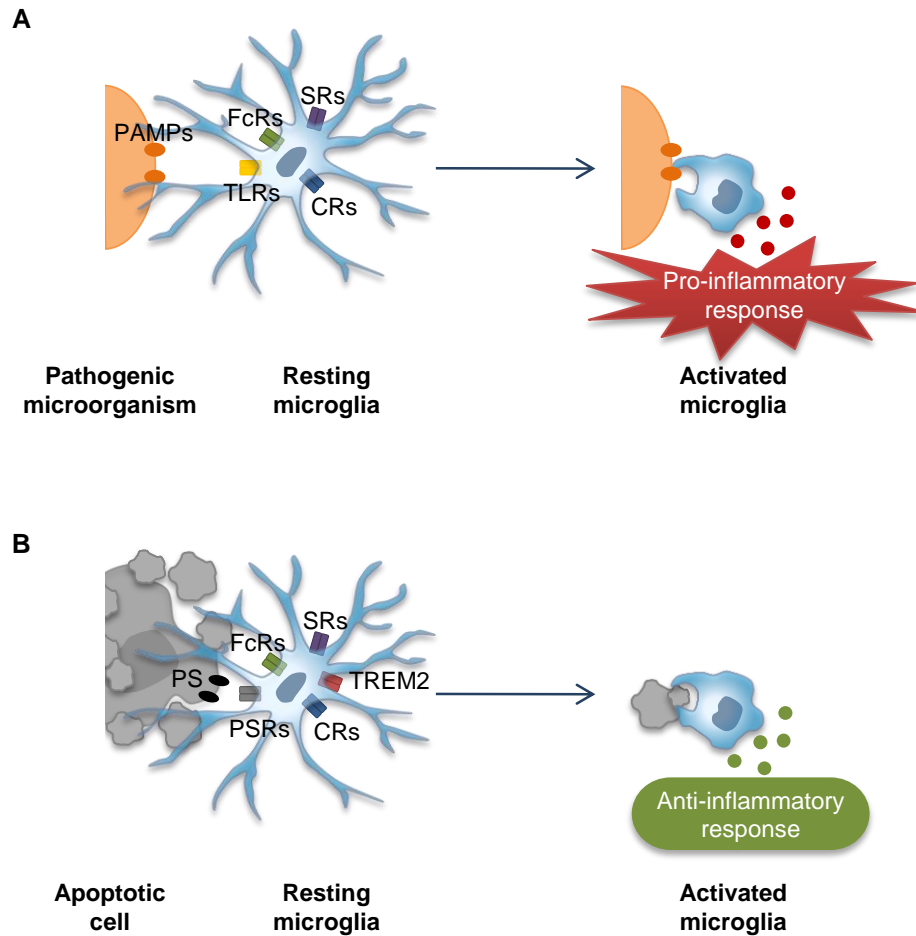 A
SRs
FcRs
PAMPs
TLRs
CRs
Pro-inflammatory
response
Pathogenic
microorganism
Resting
microglia
Activated
microglia
B
SRs
FcRs
PS
TREM2
PSRs
CRs
Anti-inflammatory
response
Apoptotic
cell
Resting
microglia
Activated
microglia